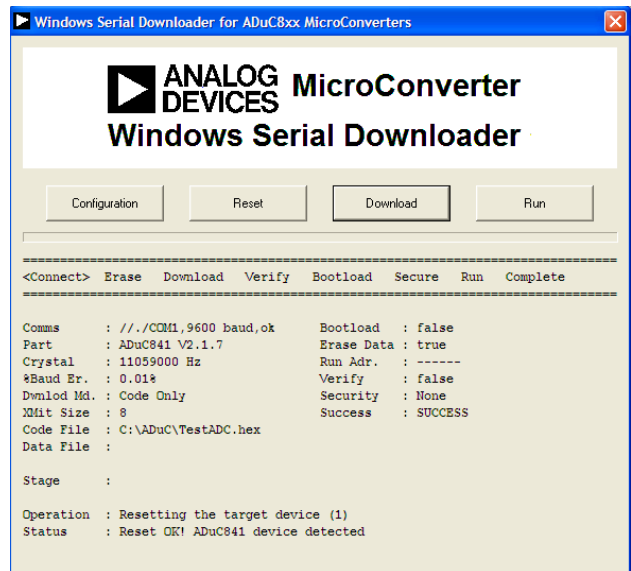 Windows Serial Downloader for ADuC8xx MicroConverters
ANALOG DEVICES MicroConverter
Windows Serial Downloader
Configuration Reset Download Run
<Connect> Erase Download Verify Bootload Secure Run Complete
Comms : //./COM1,9600 baud,ok Bootload : false
Part : ADuC841 V2.1.7 Erase Data : true
Crystal : 11059000 Hz Run Adr. : ------
%Baud Er. : 0.01% Verify : false
Dwnlod Md. : Code Only Security : None
XMit Size : 8 Success : SUCCESS
Code File : C:\ADuC\TestADC.hex
Data File :
Stage :
Operation : Resetting the target device (1)
Status : Reset OK! ADuC841 device detected